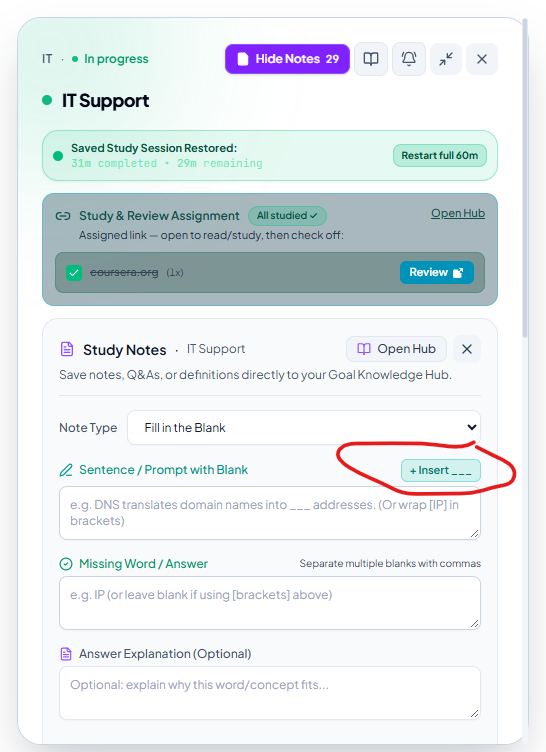 IT · In progress
Hide Notes 29
IT Support
Saved Study Session Restored:
31m completed • 29m remaining
Restart full 60m
Study & Review Assignment
All studied ✓
Open Hub
Assigned link — open to read/study, then check off:
coursera.org (1x)
Review
Study Notes · IT Support
Open Hub
Save notes, Q&As, or definitions directly to your Goal Knowledge Hub.
Note Type
Fill in the Blank
Sentence / Prompt with Blank
+ Insert ___
e.g. DNS translates domain names into ___ addresses. (Or wrap [IP] in
brackets)
Missing Word / Answer
Separate multiple blanks with commas
e.g. IP (or leave blank if using [brackets] above)
Answer Explanation (Optional)
Optional: explain why this word/concept fits...